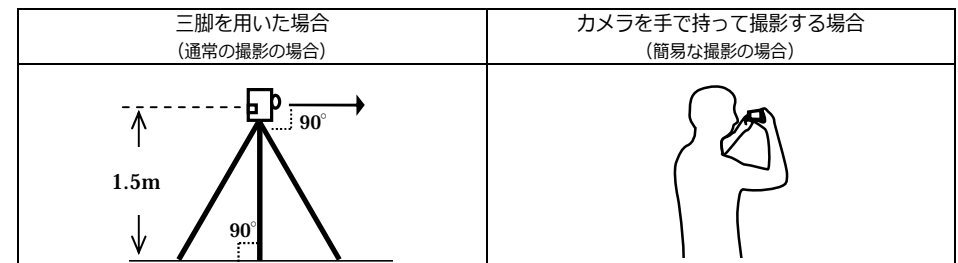 三脚を用いた場合
（通常の撮影の場合）
カメラを手で持って撮影する場合
（簡易な撮影の場合）
90°
1.5m
90°